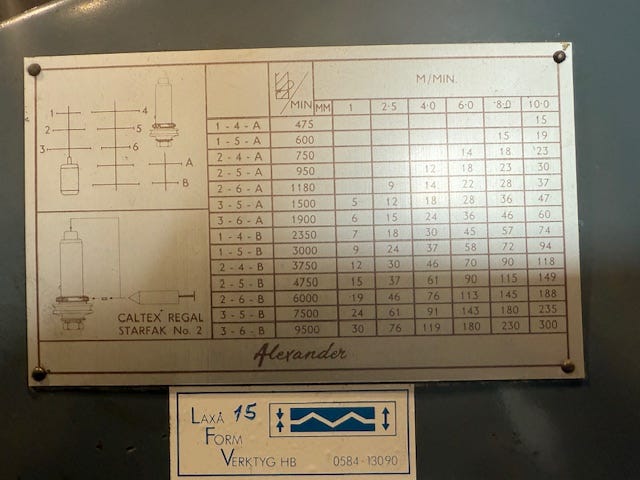 M/MIN.
/MIN MM 1 2·5 4·0 6·0 ·8·0 10·0
1 - 4 - A 475 15
1 - 5 - A 600 15 19
2 - 4 - A 750 14 18 23
2 - 5 - A 950 12 18 23 30
2 - 6 - A 1180 9 14 22 28 37
3 - 5 - A 1500 5 12 18 28 36 47
3 - 6 - A 1900 6 15 24 36 46 60
1 - 4 - B 2350 7 18 30 45 57 74
1 - 5 - B 3000 9 24 37 58 72 94
2 - 4 - B 3750 12 30 46 70 90 118
2 - 5 - B 4750 15 37 61 90 115 149
2 - 6 - B 6000 19 46 76 113 145 188
3 - 5 - B 7500 24 61 91 143 180 235
3 - 6 - B 9500 30 76 119 180 230 300
1 4
2 5
3 6
A
B
CALTEX REGAL
STARFAK No. 2
Alexander
LAXÅ 15
FORM
VERKTYG HB 0584-13090